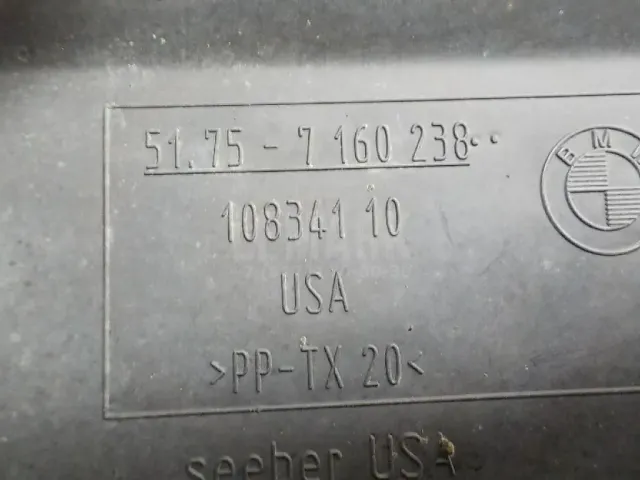 51.75 - 7 160 238··
BMW
108341 10
USA
>PP-TX 20<
seeber USA